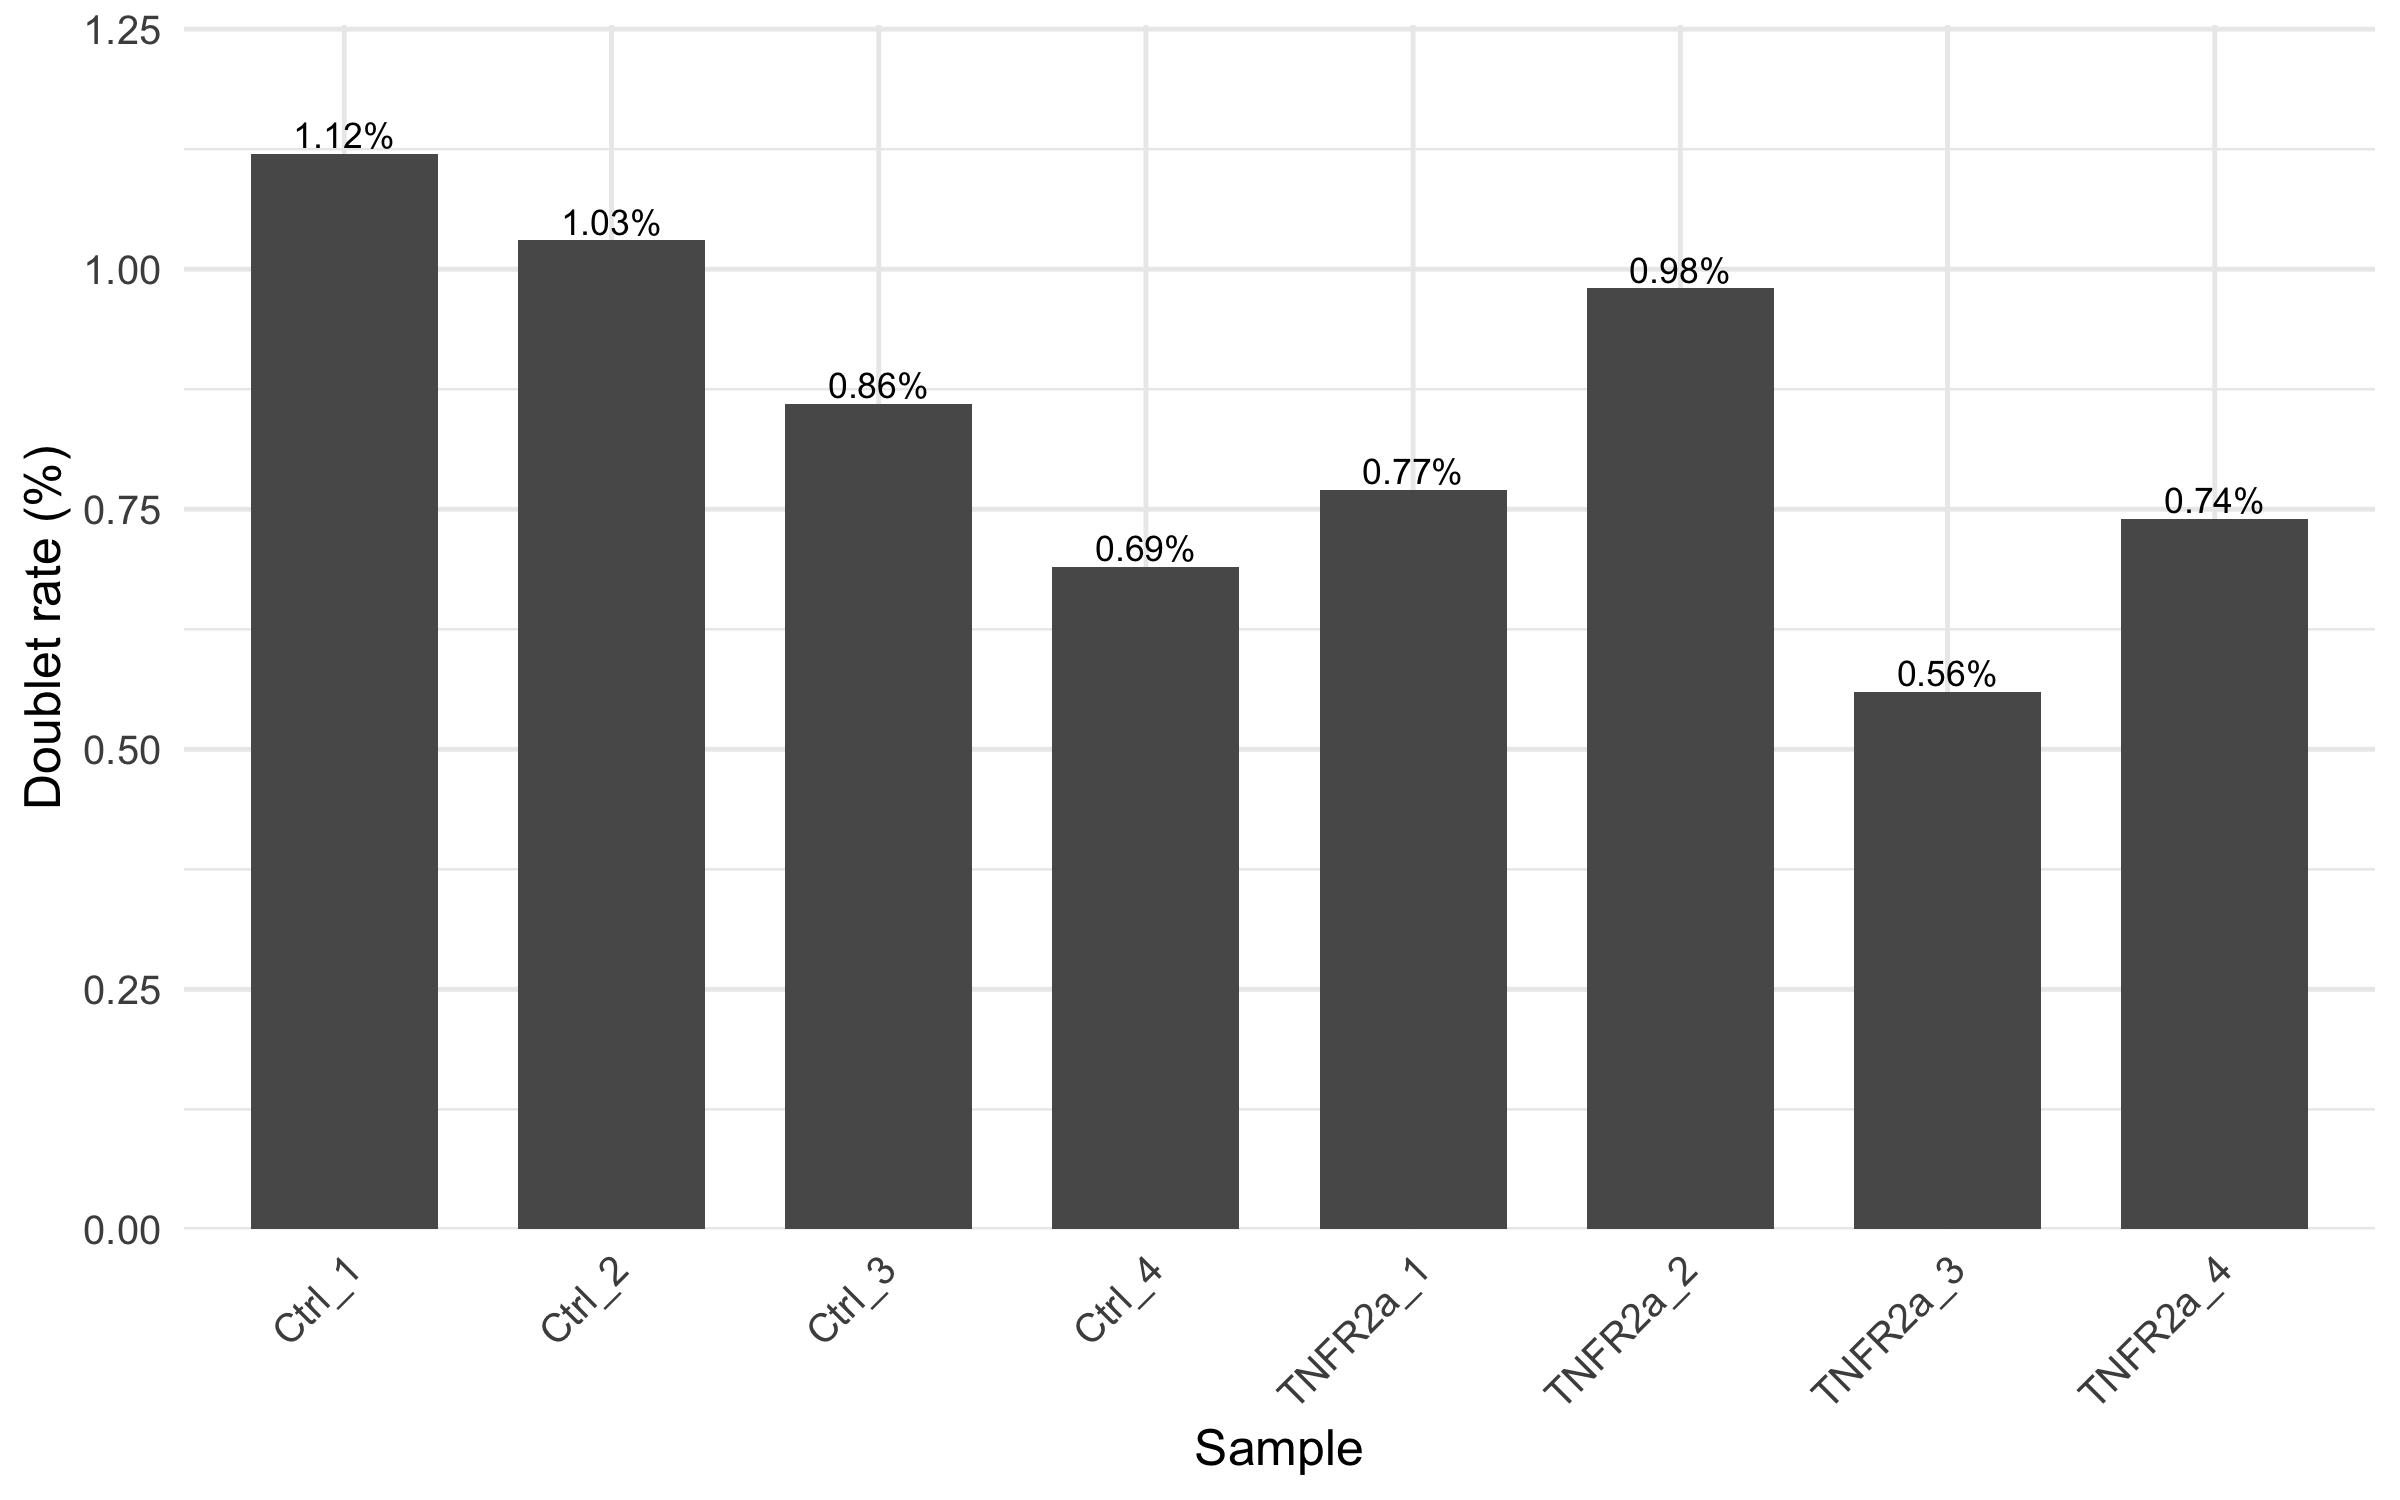 1.25
1.00
0.75
0.50
0.25
0.00
Doublet rate (%)
1.12%
1.03%
0.86%
0.69%
0.77%
0.98%
0.56%
0.74%
Ctrl_1
Ctrl_2
Ctrl_3
Ctrl_4
TNFR2a_1
TNFR2a_2
TNFR2a_3
TNFR2a_4
Sample